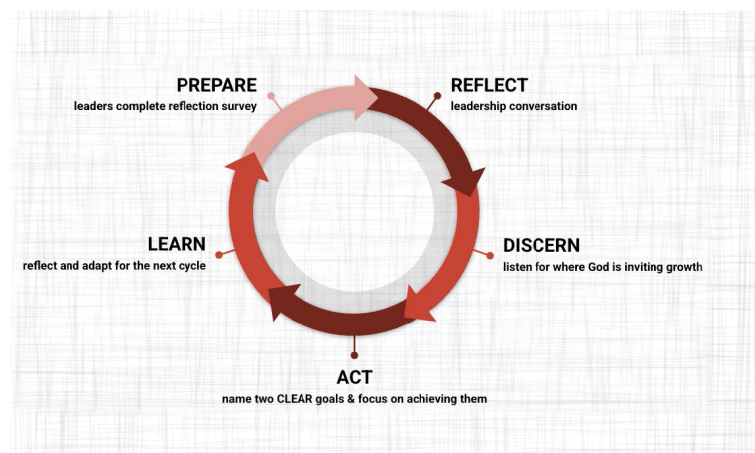 PREPARE
leaders complete reflection survey
REFLECT
leadership conversation
DISCERN
listen for where God is inviting growth
ACT
name two CLEAR goals & focus on achieving them
LEARN
reflect and adapt for the next cycle